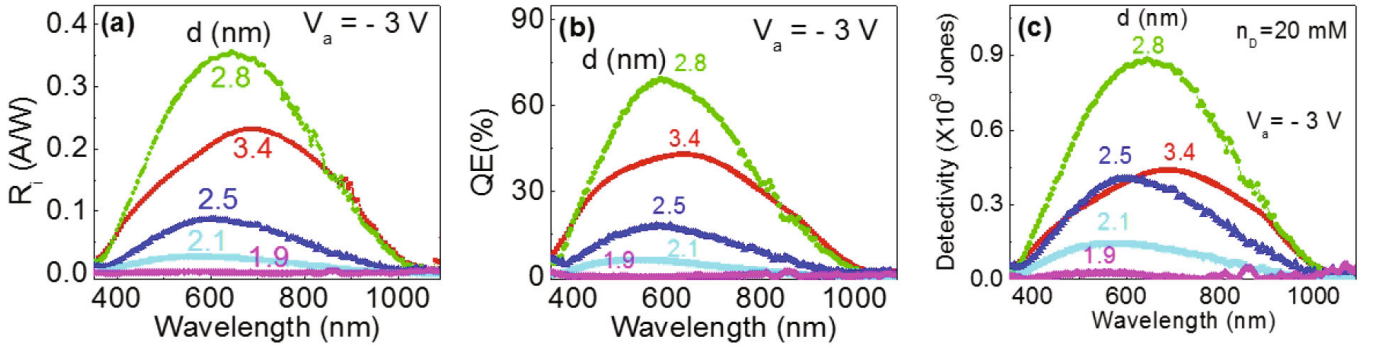 (a)
V_a = - 3 V
d (nm)
2.8
3.4
2.5
2.1
1.9
0.4
0.3
0.2
0.1
0.0
R_i (A/W)
400 600 800 1000
Wavelength (nm)
(b)
V_a = - 3 V
d (nm)
2.8
3.4
2.5
2.1
1.9
90
60
30
0
QE(%)
400 600 800 1000
Wavelength (nm)
(c)
d (nm)
n_D=20 mM
2.8
V_a = - 3 V
2.5
3.4
2.1
1.9
0.9
0.6
0.3
0.0
Detectivity (X10^9 Jones)
400 600 800 1000
Wavelength (nm)